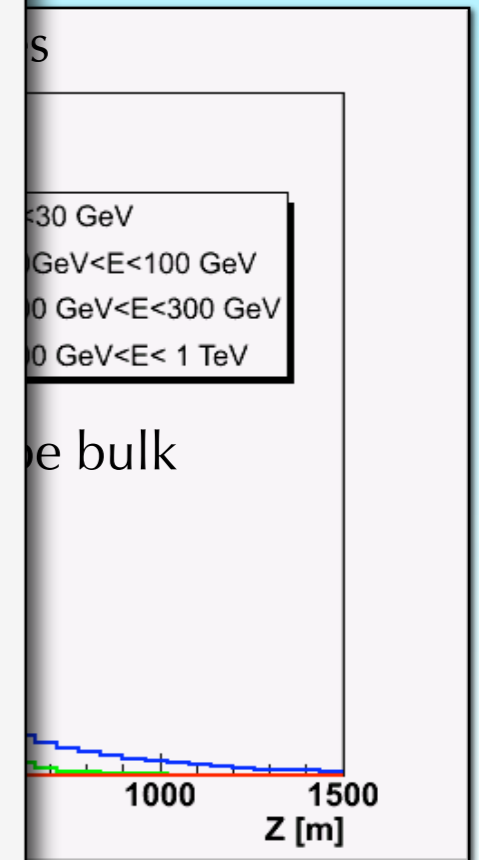 s
<30 GeV
GeV<E<100 GeV
0 GeV<E<300 GeV
0 GeV<E< 1 TeV
e bulk
1000 1500
Z [m]